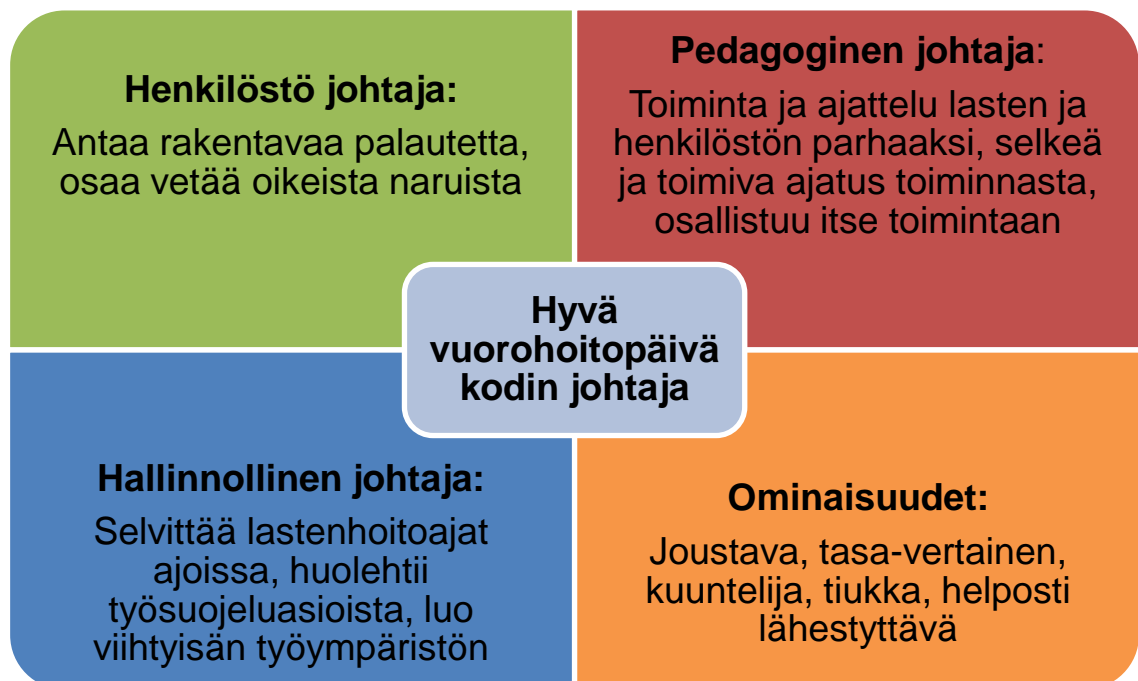 Henkilöstö johtaja:
Antaa rakentavaa palautetta,
osaa vetää oikeista naruista
Pedagoginen johtaja:
Toiminta ja ajattelu lasten ja
henkilöstön parhaaksi, selkeä
ja toimiva ajatus toiminnasta,
osallistuu itse toimintaan
Hyvä
vuorohoitopäivä
kodin johtaja
Hallinnollinen johtaja:
Selvittää lastenhoitoajat
ajoissa, huolehtii
työsuojeluasioista, luo
viihtyisän työympäristön
Ominaisuudet:
Joustava, tasa-vertainen,
kuuntelija, tiukka, helposti
lähestyttävä